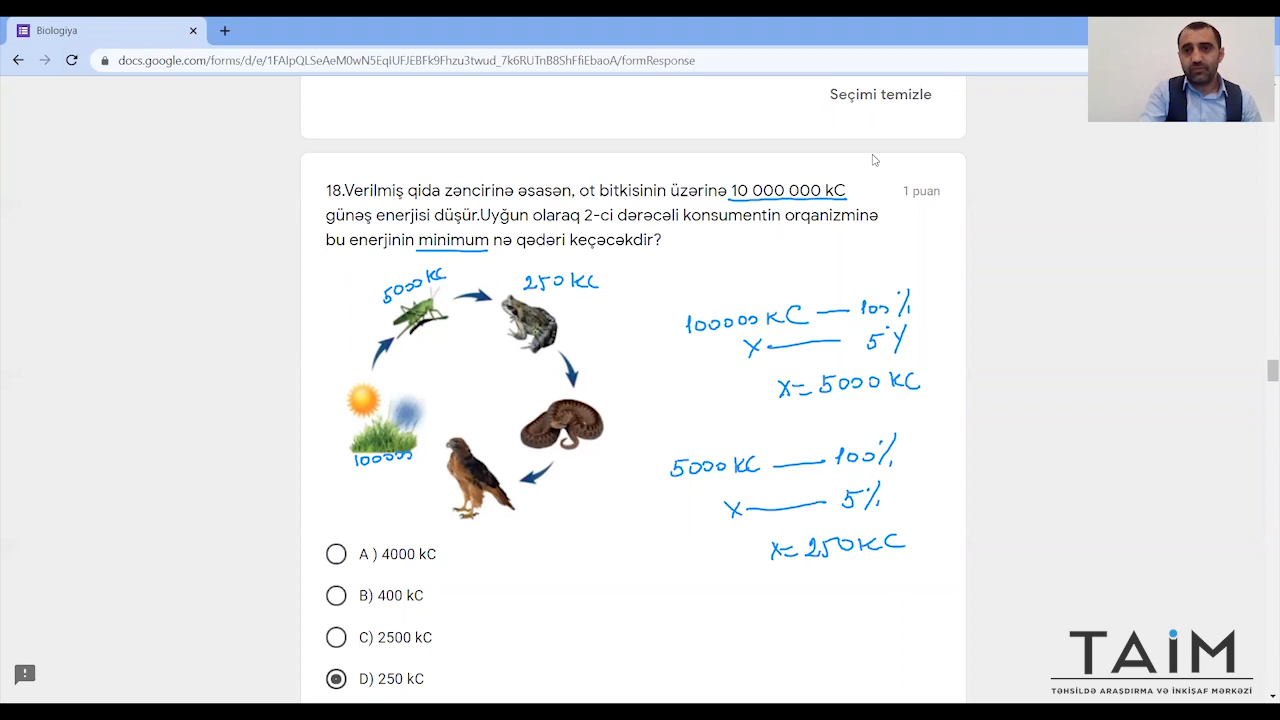 Biologiya
docs.google.com/forms/d/e/1FAIpQLSeAeM0wN5EqIUFJEBFk9Fhzu3twud_7k6RUTnB8ShFfiEbaoA/formResponse
Seçimi temizle
18.Verilmiş qida zəncirinə əsasən, ot bitkisinin üzərinə 10 000 000 kC
1 puan
günəş enerjisi düşür.Uyğun olaraq 2-ci dərəcəli konsumentin orqanizminə
bu enerjinin minimum nə qədəri keçəcəkdir?
5000 KC
250 KC
100000 KC — 100%
X — 5%
X = 5000 KC
100000
5000 KC — 100%
X — 5%
X = 250 KC
A ) 4000 kC
B) 400 kC
C) 2500 kC
D) 250 kC
TAiM
TƏHSİLDƏ ARAŞDIRMA VƏ İNKİŞAF MƏRKƏZİ